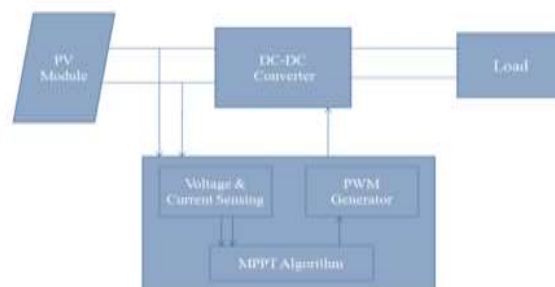 PV
Module
DC-DC
Converter
Load
Voltage &
Current Sensing
PWM
Generator
MPPT Algorithm